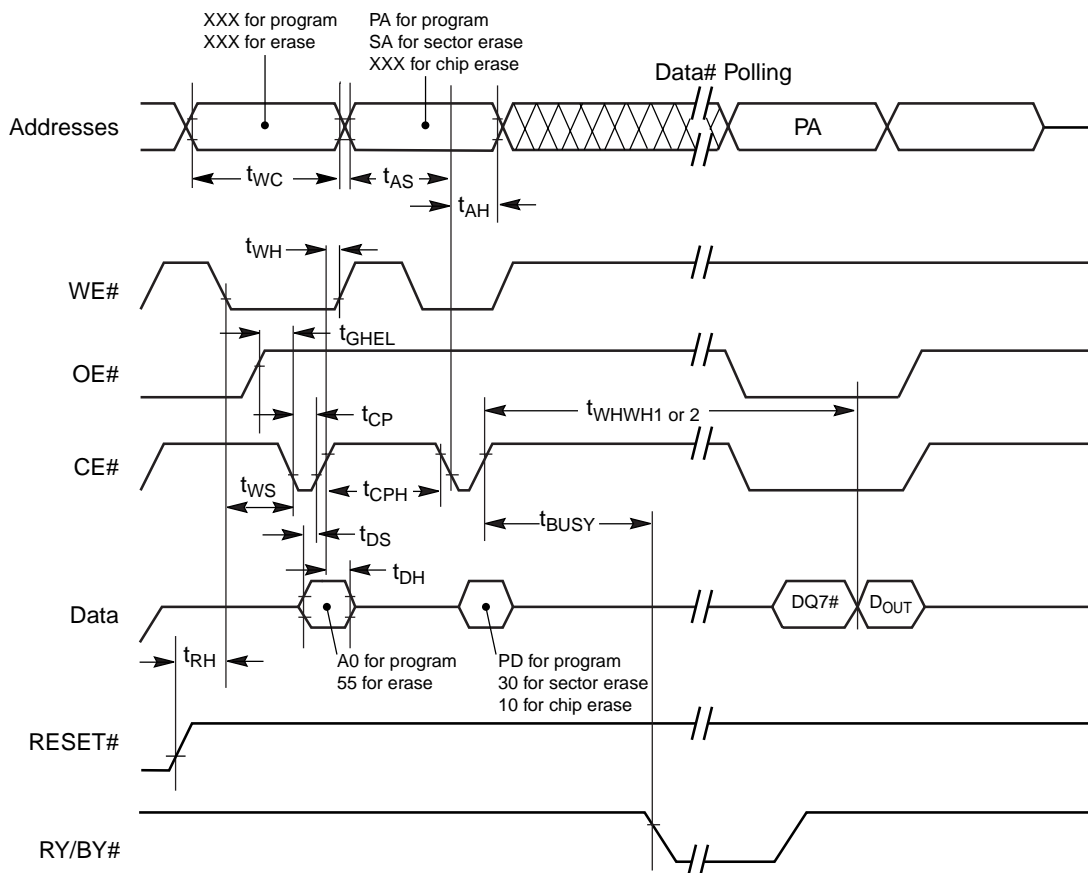 XXX for program
XXX for erase
PA for program
SA for sector erase
XXX for chip erase
Data# Polling
Addresses
PA
tWC
tAS
tAH
tWH
WE#
tGHEL
OE#
tWHWH1 or 2
tCP
CE#
tWS
tCPH
tBUSY
tDS
tDH
Data
DQ7#
DOUT
tRH
A0 for program
55 for erase
PD for program
30 for sector erase
10 for chip erase
RESET#
RY/BY#